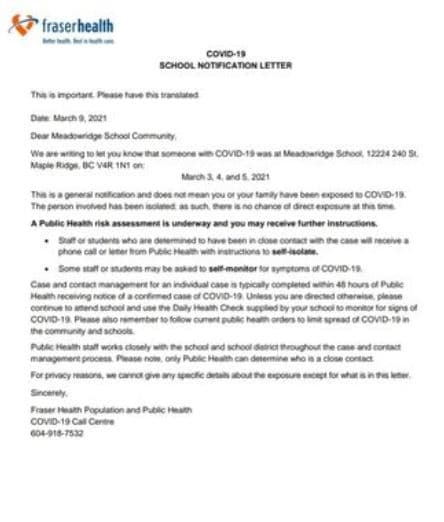 fraserhealth
Better health. Best in health care.
COVID-19
SCHOOL NOTIFICATION LETTER
This is important. Please have this translated.
Date: March 9, 2021
Dear Meadowridge School Community,
We are writing to let you know that someone with COVID-19 was at Meadowridge School, 12224 240 St,
Maple Ridge, BC V4R 1N1 on:
March 3, 4, and 5, 2021
This is a general notification and does not mean you or your family have been exposed to COVID-19.
The person involved has been isolated; as such, there is no chance of direct exposure at this time.
A Public Health risk assessment is underway and you may receive further instructions.
• Staff or students who are determined to have been in close contact with the case will receive a
phone call or letter from Public Health with instructions to self-isolate.
• Some staff or students may be asked to self-monitor for symptoms of COVID-19.
Case and contact management for an individual case is typically completed within 48 hours of Public
Health receiving notice of a confirmed case of COVID-19. Unless you are directed otherwise, please
continue to attend school and use the Daily Health Check supplied by your school to monitor for signs of
COVID-19. Please also remember to follow current public health orders to limit spread of COVID-19 in
the community and schools.
Public Health staff works closely with the school and school district throughout the case and contact
management process. Please note, only Public Health can determine who is a close contact.
For privacy reasons, we cannot give any specific details about the exposure except for what is in this letter.
Sincerely,
Fraser Health Population and Public Health
COVID-19 Call Centre
604-918-7532